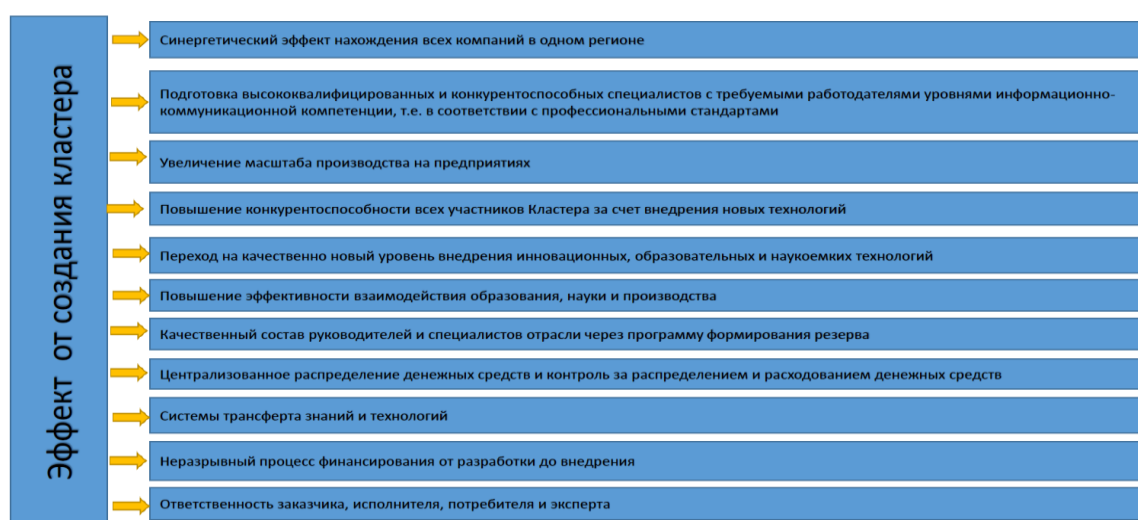 Эффект от создания кластера
Синергетический эффект нахождения всех компаний в одном регионе
Подготовка высококвалифицированных и конкурентоспособных специалистов с требуемыми работодателями уровнями информационно-
коммуникационной компетенции, т.е. в соответствии с профессиональными стандартами
Увеличение масштаба производства на предприятиях
Повышение конкурентоспособности всех участников Кластера за счет внедрения новых технологий
Переход на качественно новый уровень внедрения инновационных, образовательных и наукоемких технологий
Повышение эффективности взаимодействия образования, науки и производства
Качественный состав руководителей и специалистов отрасли через программу формирования резерва
Централизованное распределение денежных средств и контроль за распределением и расходованием денежных средств
Системы трансферта знаний и технологий
Неразрывный процесс финансирования от разработки до внедрения
Ответственность заказчика, исполнителя, потребителя и эксперта